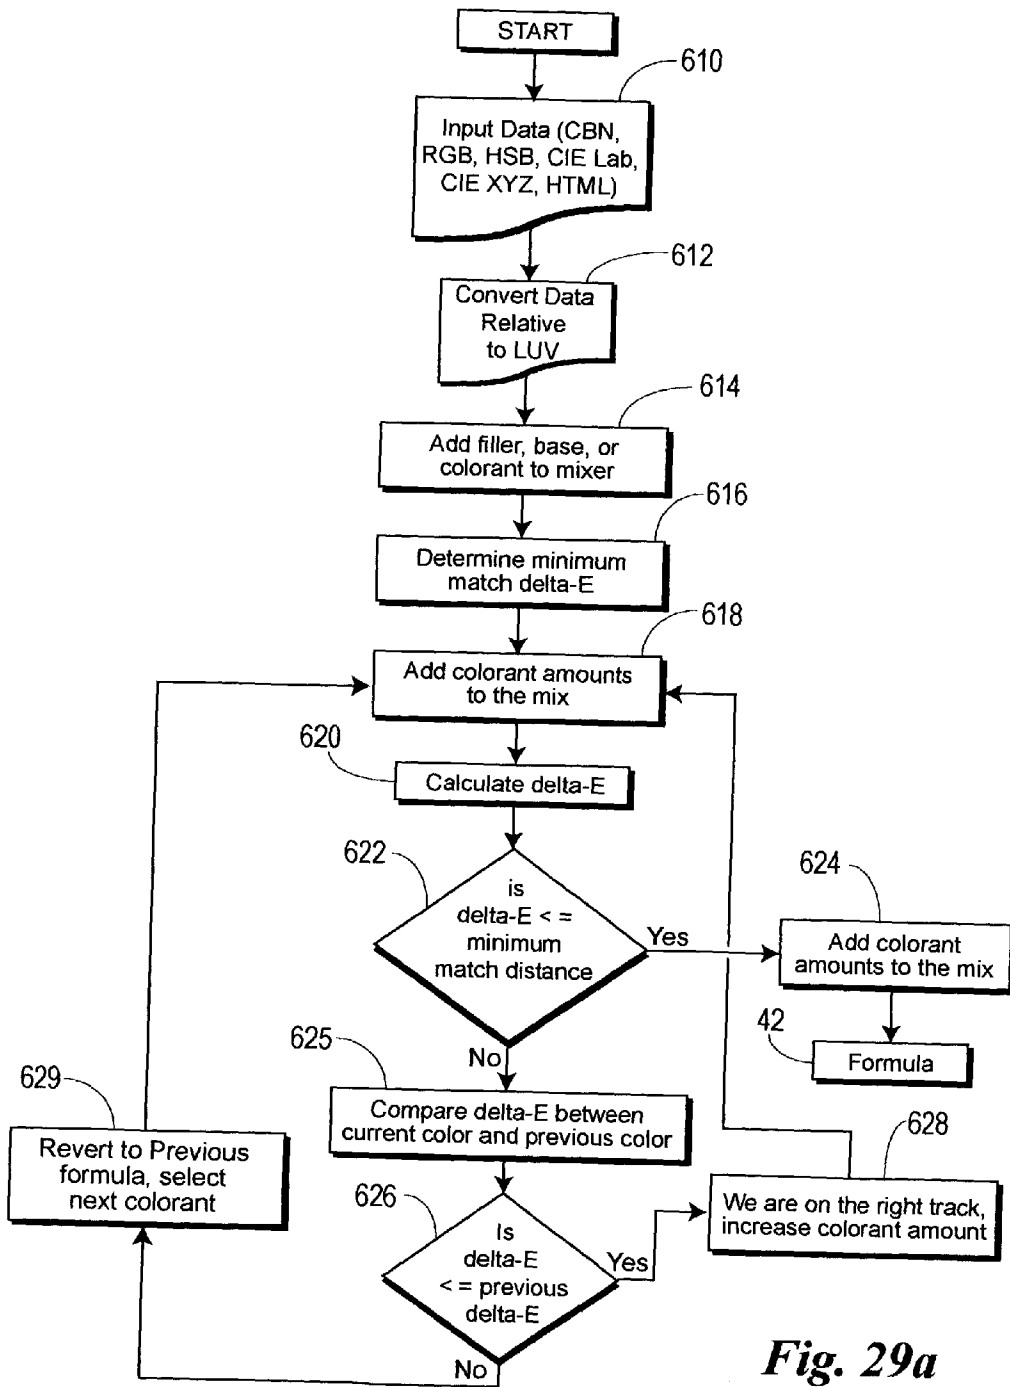 START
610
Input Data (CBN,
RGB, HSB, CIE Lab,
CIE XYZ, HTML)
612
Convert Data
Relative
to LUV
614
Add filler, base, or
colorant to mixer
616
Determine minimum
match delta-E
618
Add colorant amounts
to the mix
620
Calculate delta-E
622
is
delta-E < =
minimum
match distance
Yes
624
Add colorant
amounts to the mix
42
Formula
No
625
Compare delta-E between
current color and previous color
629
Revert to Previous
formula, select
next colorant
626
Is
delta-E
< = previous
delta-E
Yes
628
We are on the right track,
increase colorant amount
No
Fig. 29a